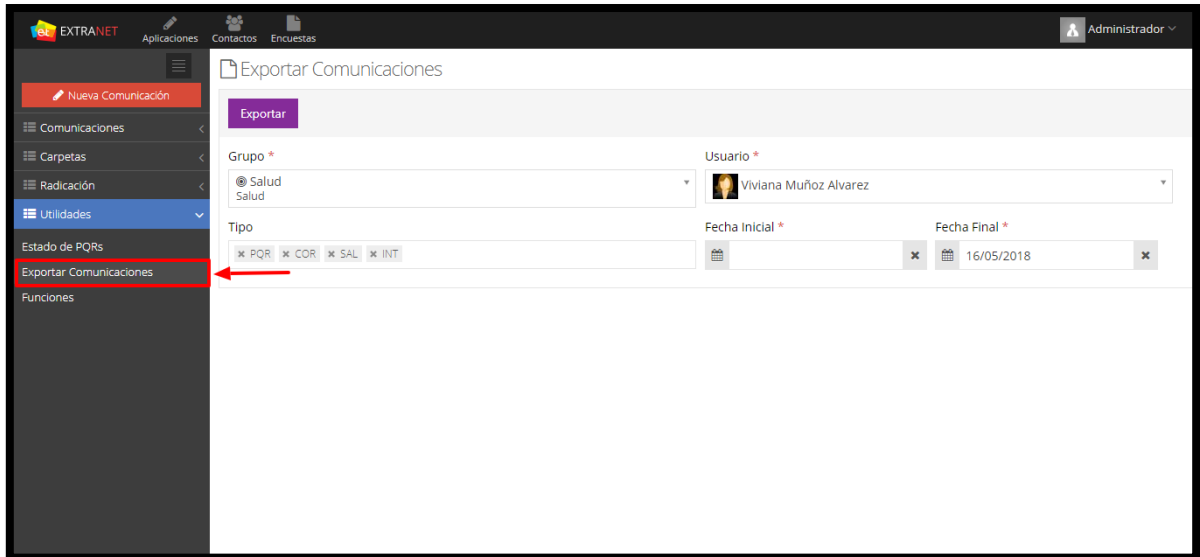 EXTRANET
Aplicaciones Contactos Encuestas
Administrador
Nueva Comunicación
Comunicaciones
Carpetas
Radicación
Utilidades
Estado de PQRs
Exportar Comunicaciones
Funciones
Exportar Comunicaciones
Exportar
Grupo *
Salud
Salud
Usuario *
Viviana Muñoz Alvarez
Tipo
PQR COR SAL INT
Fecha Inicial *
Fecha Final *
16/05/2018